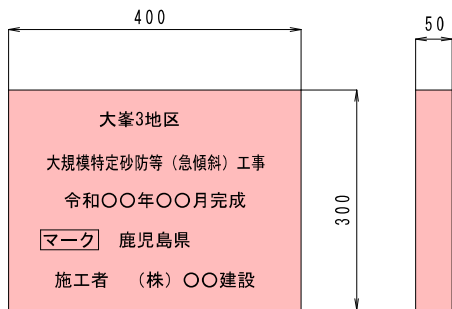 400
50
大峯3地区
大規模特定砂防等（急傾斜）工事
令和〇〇年〇〇月完成
マーク 鹿児島県
施工者 （株）〇〇建設
300